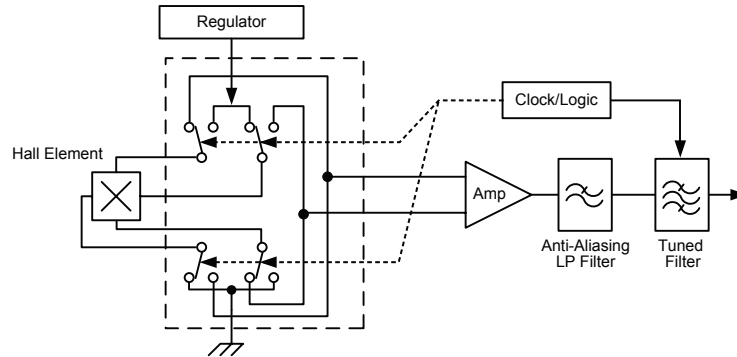 Regulator
Clock/Logic
Hall Element
Amp
Anti-Aliasing
LP Filter
Tuned
Filter